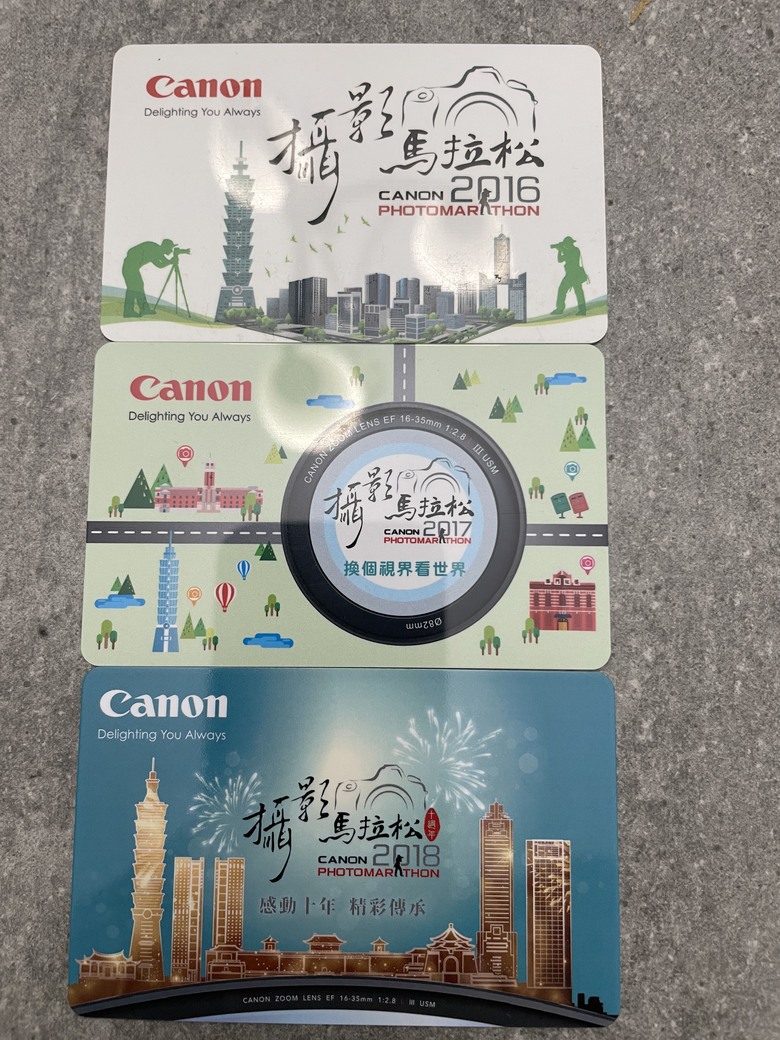 Canon
Delighting You Always
攝影
馬拉松
CANON 2016
PHOTOMARATHON
Canon
Delighting You Always
CANON ZOOM LENS EF 16-35mm 1:2.8 III USM
攝影
馬拉松
CANON 2017
PHOTOMARATHON
換個視界看世界
Ø82mm
Canon
Delighting You Always
攝影
馬拉松
十週年
CANON 2018
PHOTOMARATHON
感動十年 精彩傳承
CANON ZOOM LENS EF 16-35mm 1:2.8 III USM